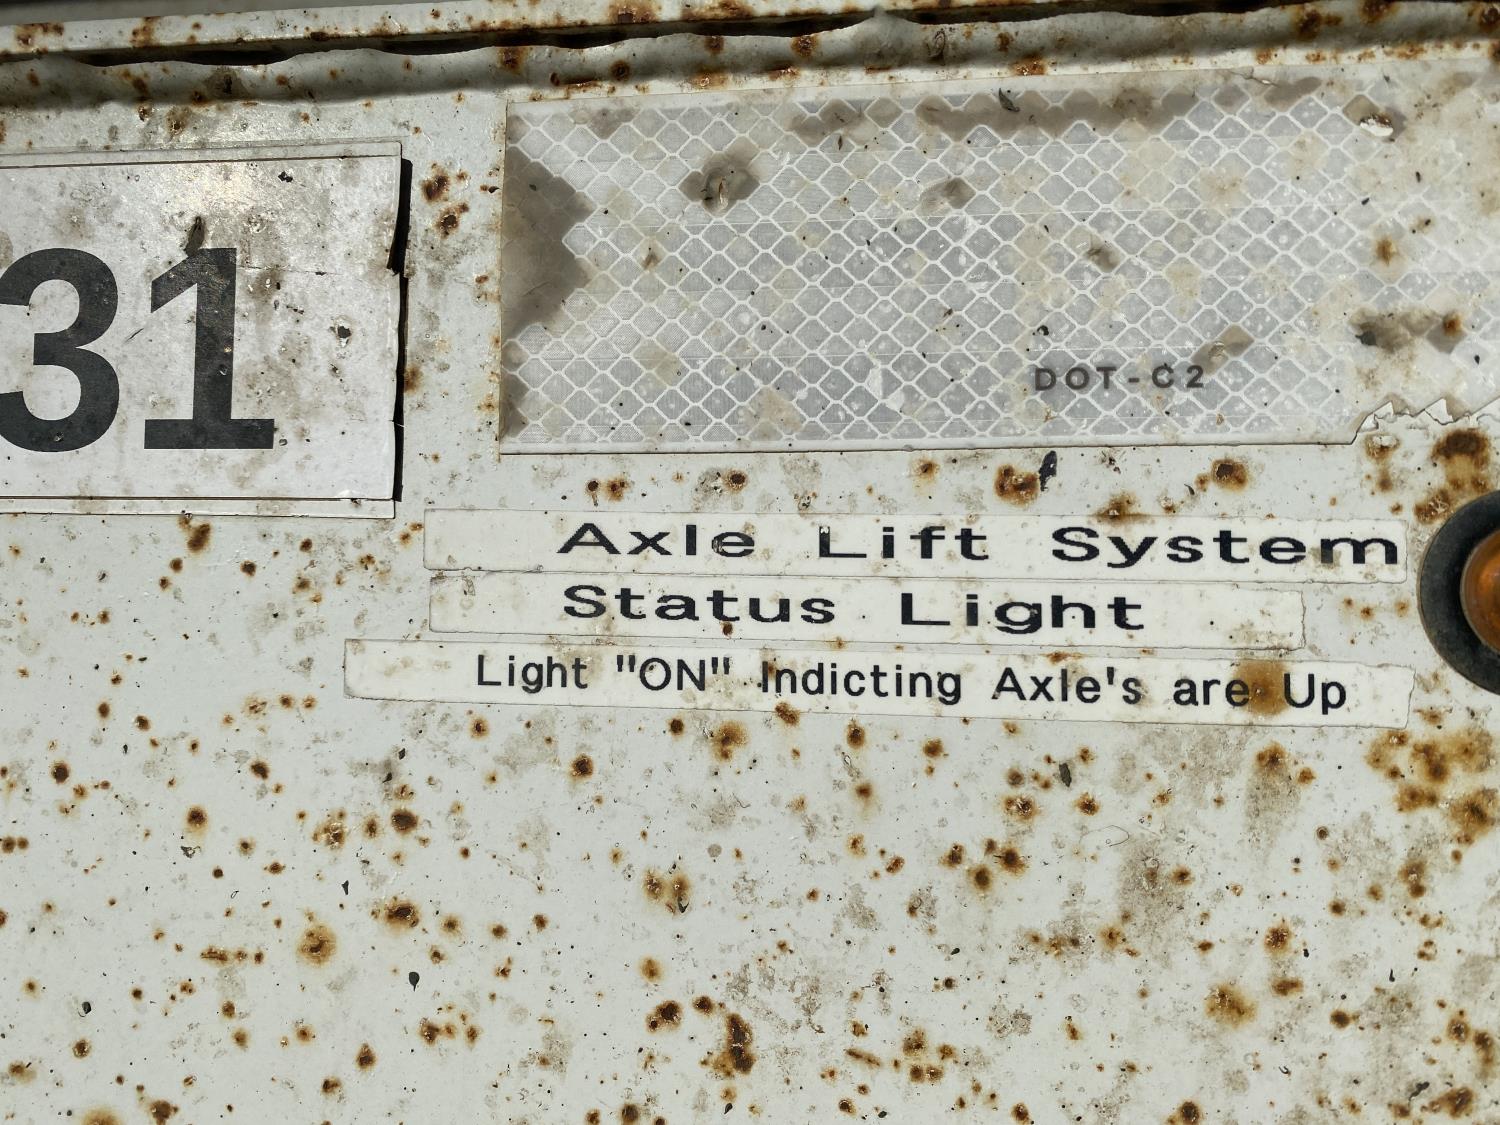 31
DOT-C2
Axle Lift System
Status Light
Light "ON" Indicting Axle's are Up